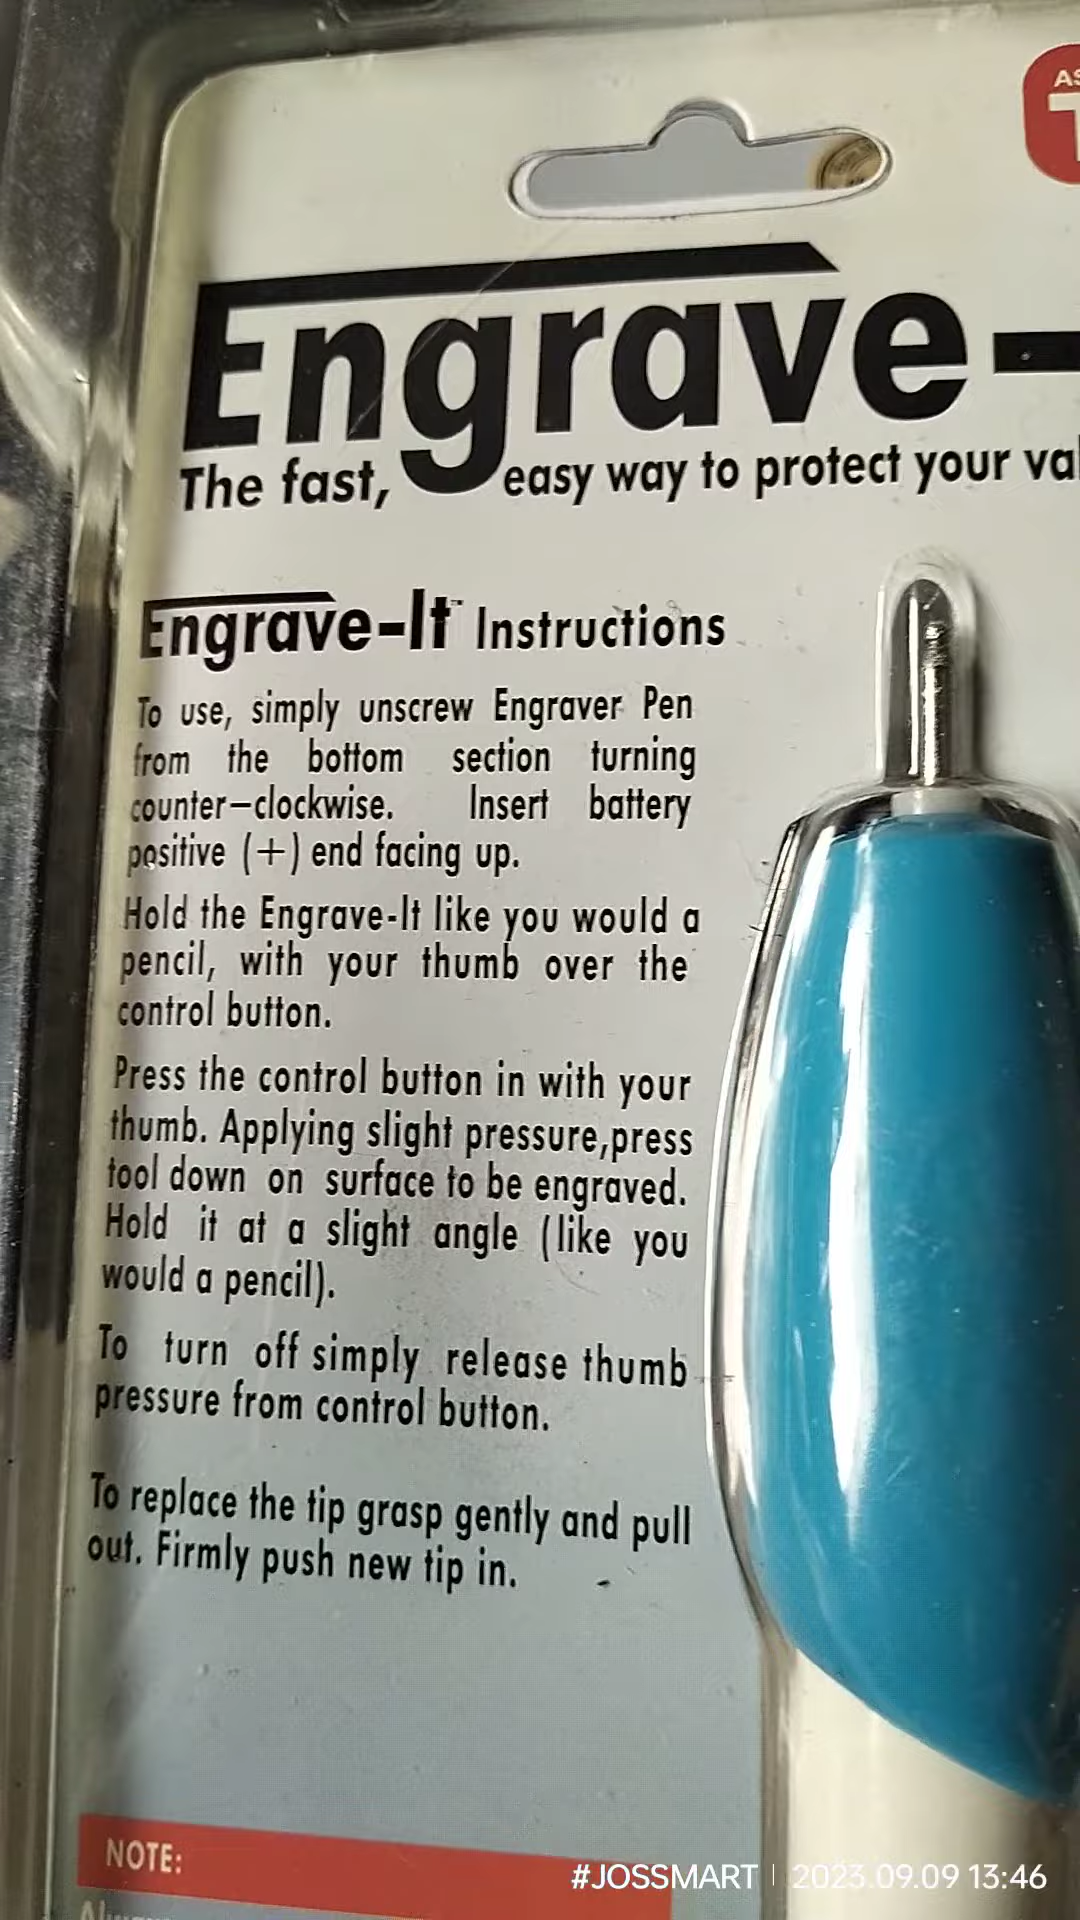 AS
Engrave-
The fast, easy way to protect your
Engrave-It™ Instructions
To use, simply unscrew Engraver Pen
from the bottom section turning
counter-clockwise. Insert battery
positive (+) end facing up.
Hold the Engrave-It like you would a
pencil, with your thumb over the
control button.
Press the control button in with your
thumb. Applying slight pressure,press
tool down on surface to be engraved.
Hold it at a slight angle (like you
would a pencil).
To turn off simply release thumb
pressure from control button.
To replace the tip grasp gently and pull
out. Firmly push new tip in.
NOTE:
#JOSSMART | 2023.09.09 13:46